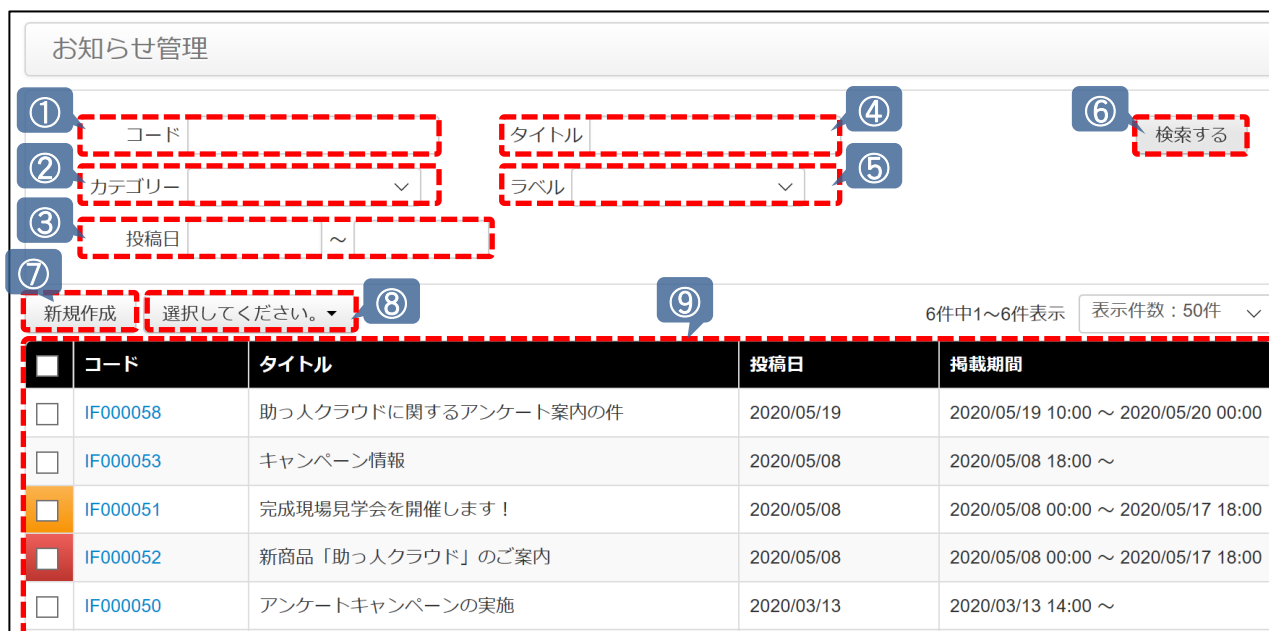 お知らせ管理
① コード ④ タイトル ⑥ 検索する
② カテゴリー ⑤ ラベル
③ 投稿日 ～
⑦ 新規作成 選択してください。 ⑧ ⑨ 6件中1～6件表示 表示件数：50件
コード タイトル 投稿日 掲載期間
IF000058 助っ人クラウドに関するアンケート案内の件 2020/05/19 2020/05/19 10:00 ～ 2020/05/20 00:00
IF000053 キャンペーン情報 2020/05/08 2020/05/08 18:00 ～
IF000051 完成現場見学会を開催します！ 2020/05/08 2020/05/08 00:00 ～ 2020/05/17 18:00
IF000052 新商品「助っ人クラウド」のご案内 2020/05/08 2020/05/08 00:00 ～ 2020/05/17 18:00
IF000050 アンケートキャンペーンの実施 2020/03/13 2020/03/13 14:00 ～